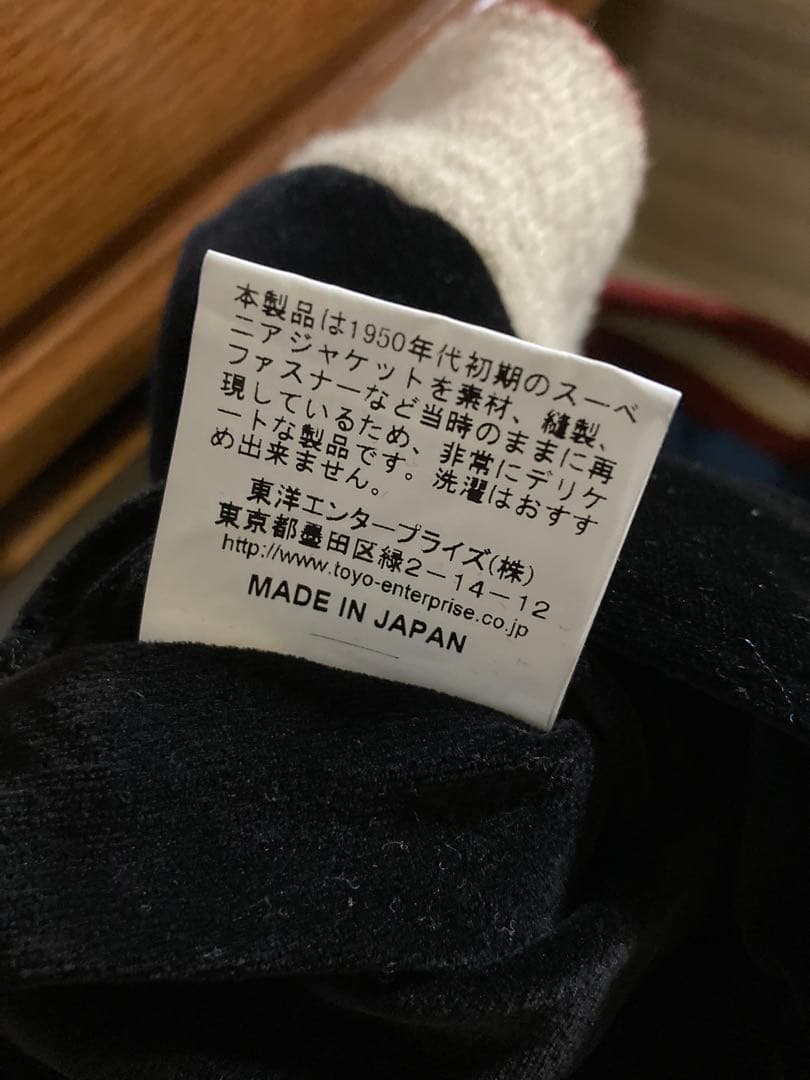 本製品は1950年代初期のスーベ
ニアジャケットを素材、縫製、
ファスナーなど当時のままに再
現しているため、非常にデリケ
ートな製品です。洗濯はおすす
め出来ません。
東洋エンタープライズ(株)
東京都墨田区緑2-14-12
http://www.toyo-enterprise.co.jp
MADE IN JAPAN